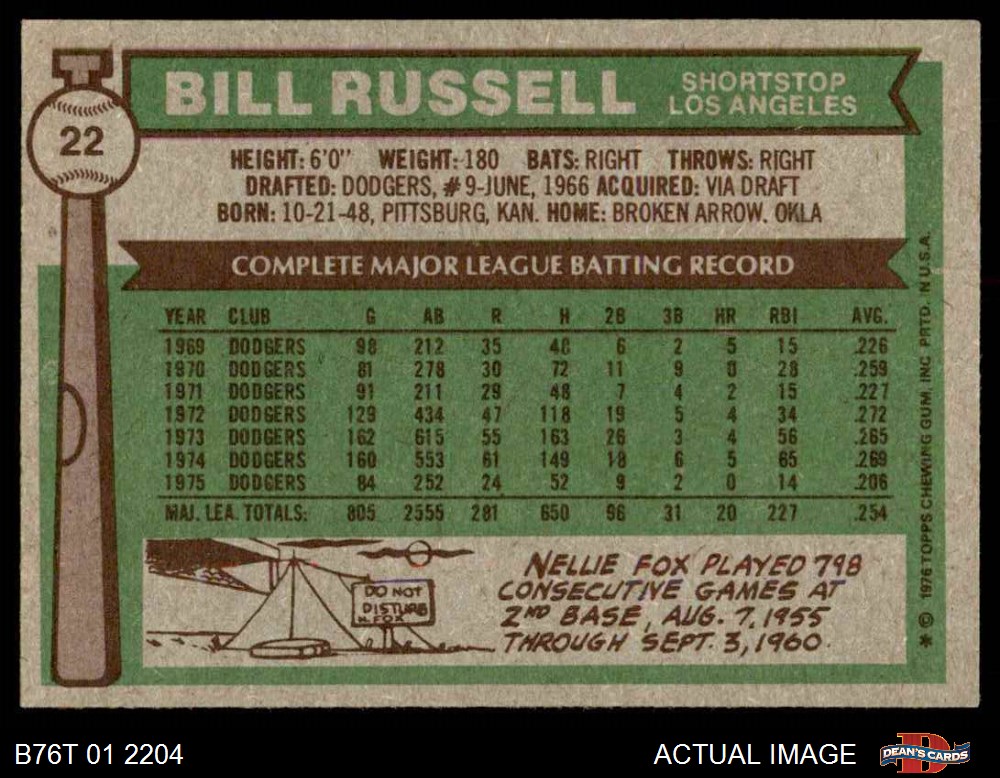 22
BILL RUSSELL
SHORTSTOP
LOS ANGELES
HEIGHT: 6'0" WEIGHT: 180 BATS: RIGHT THROWS: RIGHT
DRAFTED: DODGERS, #9-JUNE, 1966 ACQUIRED: VIA DRAFT
BORN: 10-21-48, PITTSBURG, KAN. HOME: BROKEN ARROW. OKLA
COMPLETE MAJOR LEAGUE BATTING RECORD
YEAR CLUB G AB R H 2B 3B HR RBI AVG.
1969 DODGERS 98 212 35 48 6 2 5 15 .226
1970 DODGERS 81 278 30 72 11 9 0 28 .259
1971 DODGERS 91 211 29 48 7 4 2 15 .227
1972 DODGERS 129 434 47 118 19 5 4 34 .272
1973 DODGERS 162 615 55 163 26 3 4 56 .265
1974 DODGERS 160 553 61 149 18 6 5 65 .269
1975 DODGERS 84 252 24 52 9 2 0 14 .206
MAJ. LEA. TOTALS: 805 2555 281 650 96 31 20 227 .254
DO NOT
DISTURB
N. FOX
NELLIE FOX PLAYED 798
CONSECUTIVE GAMES AT
2ND BASE, AUG. 7, 1955
THROUGH SEPT. 3, 1960.
* © 1976 TOPPS CHEWING GUM, INC. PRTD. IN U.S.A.
B76T 01 2204
ACTUAL IMAGE
D
DEAN'S CARDS